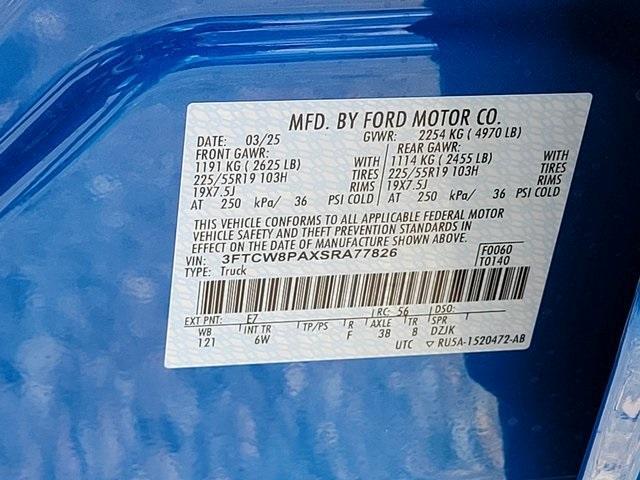 MFD. BY FORD MOTOR CO.
DATE: 03/25 GVWR: 2254 KG ( 4970 LB)
FRONT GAWR: REAR GAWR:
1191 KG ( 2625 LB) WITH 1114 KG ( 2455 LB) WITH
225/55R19 103H TIRES 225/55R19 103H TIRES
19X7.5J RIMS 19X7.5J RIMS
AT 250 kPa/ 36 PSI COLD AT 250 kPa/ 36 PSI COLD
THIS VEHICLE CONFORMS TO ALL APPLICABLE FEDERAL MOTOR
VEHICLE SAFETY AND THEFT PREVENTION STANDARDS IN
EFFECT ON THE DATE OF MANUFACTURE SHOWN ABOVE.
VIN: 3FTCW8PAXSRA77826 F0060
TYPE: Truck T0140
EXT PNT: E7 RC: 56 DSO:
WB INT TR TP/PS R AXLE TR SPR
121 6W F 38 8 DZJK
UTC RU5A-1520472-AB